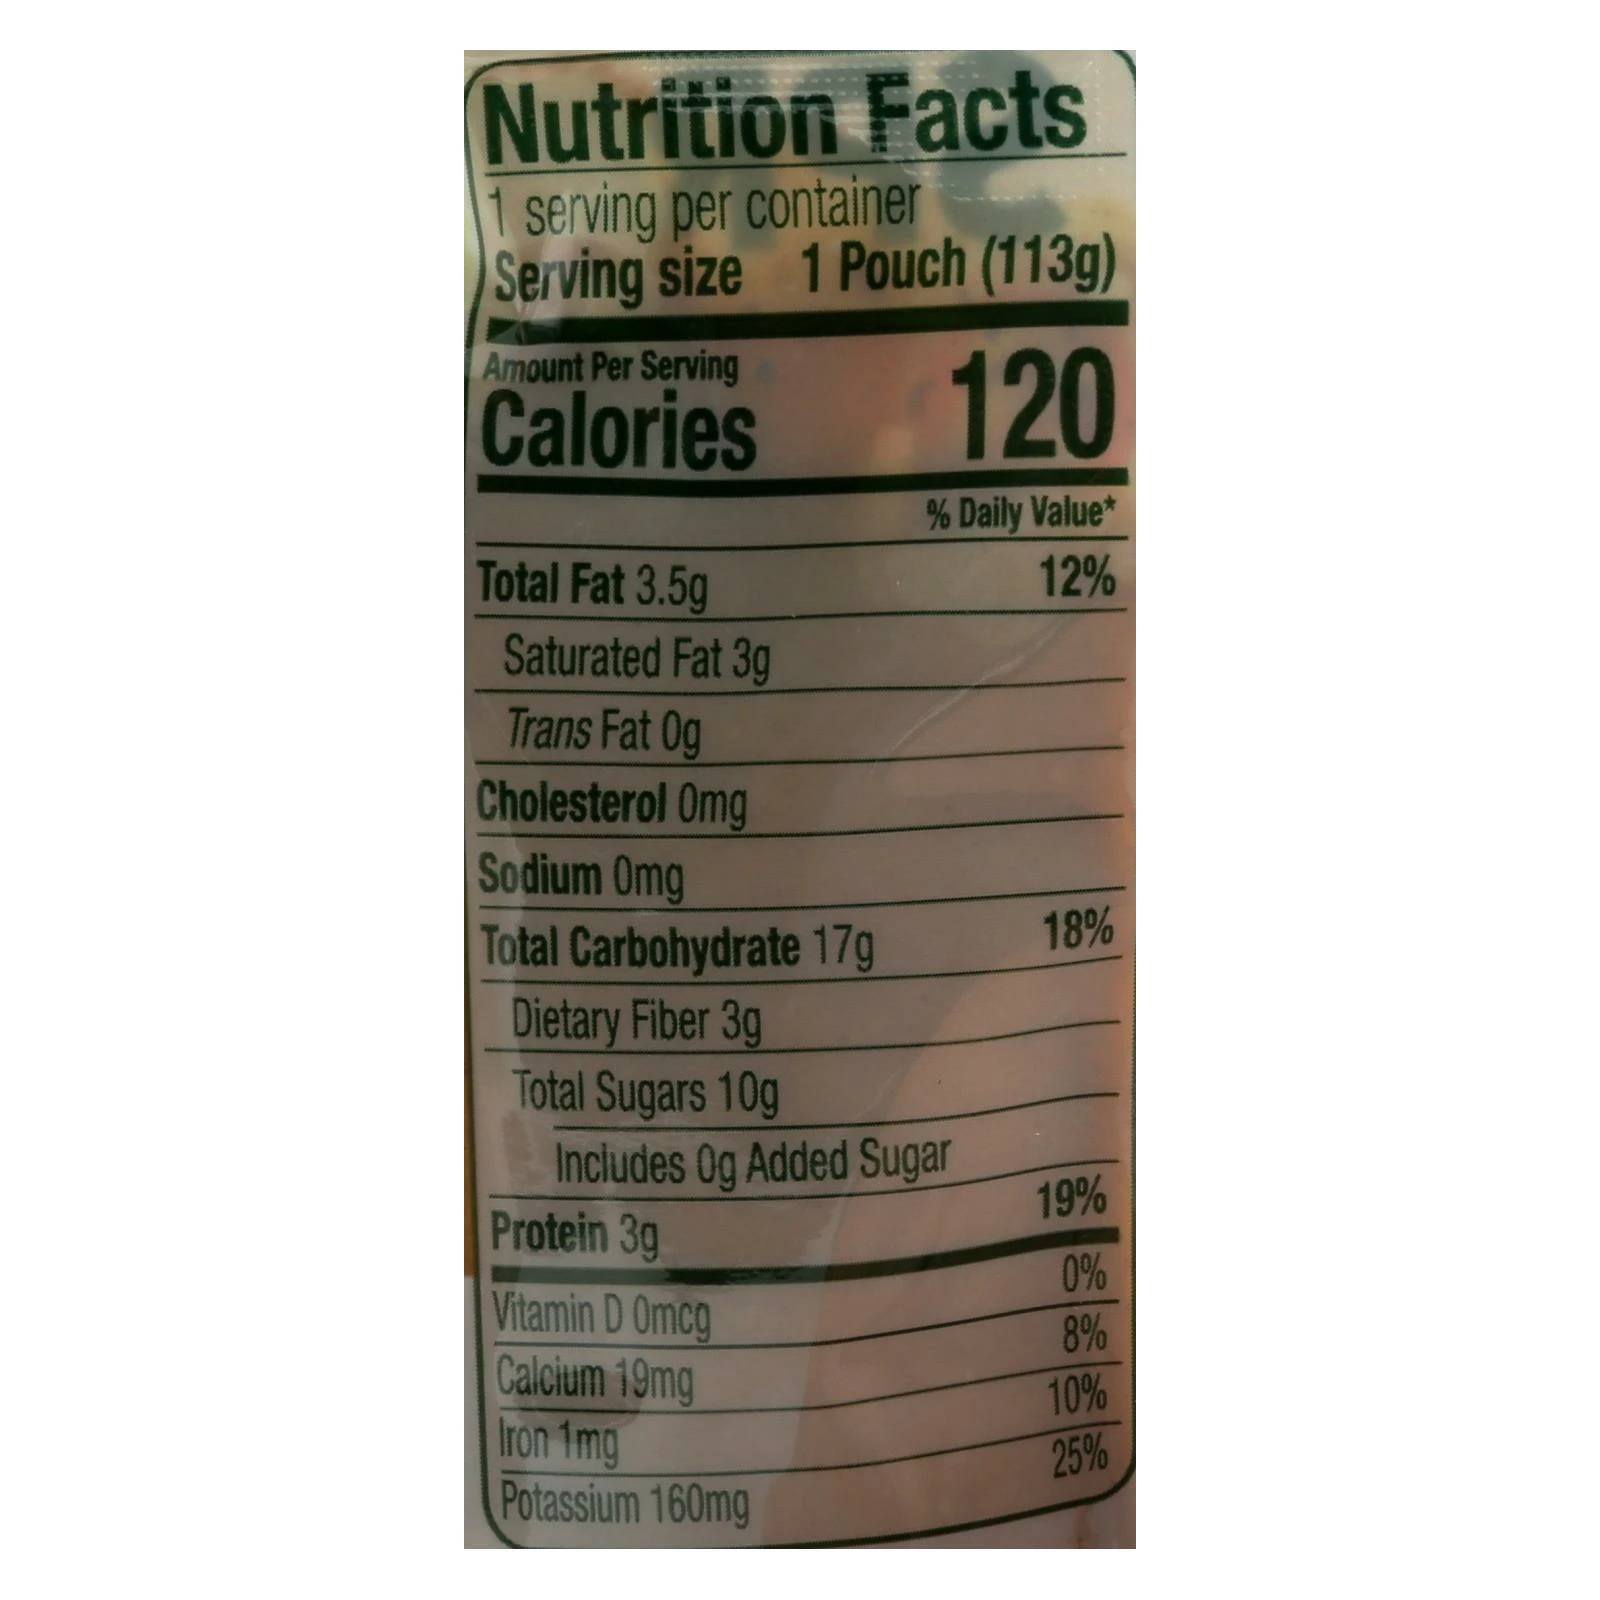 Nutrition Facts
1 serving per container
Serving size 1 Pouch (113g)
Amount Per Serving
Calories 120
% Daily Value*
Total Fat 3.5g 12%
Saturated Fat 3g
Trans Fat 0g
Cholesterol 0mg
Sodium 0mg
Total Carbohydrate 17g 18%
Dietary Fiber 3g
Total Sugars 10g
Includes 0g Added Sugar
Protein 3g 19%
Vitamin D 0mcg 0%
Calcium 19mg 8%
Iron 1mg 10%
Potassium 160mg 25%